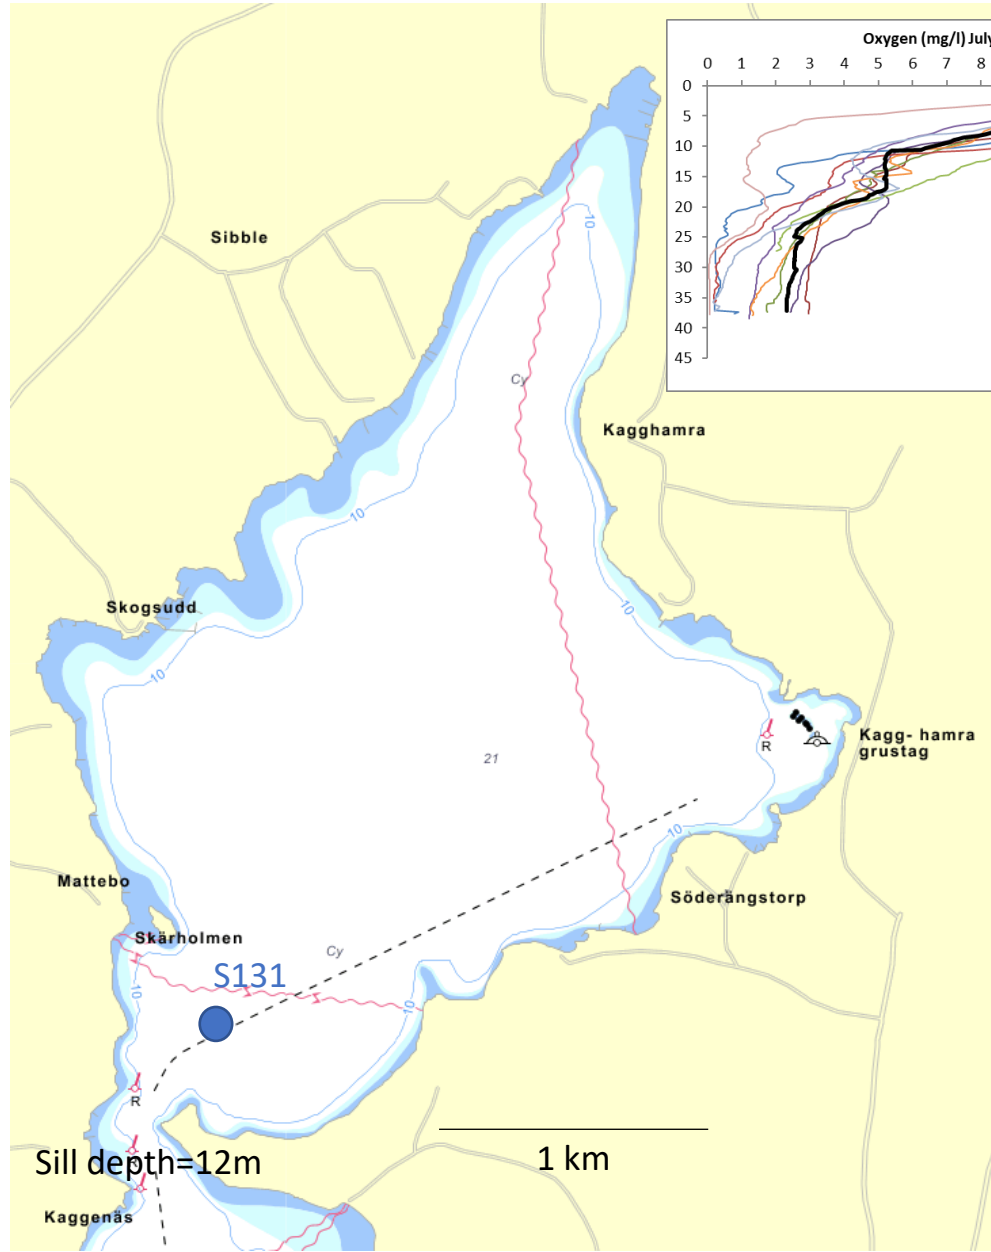 Oxygen (mg/l) July
0 1 2 3 4 5 6 7 8
0
5
10
15
20
25
30
35
40
45
10
Sibble
Cy
Kagghamra
10
10
Skogsudd
10
R
Kagg- hamra
grustag
21
10
Mattebo
Söderängstorp
Skärholmen
Cy
S131
10
10
R
1 km
Sill depth=12m
Kaggenäs